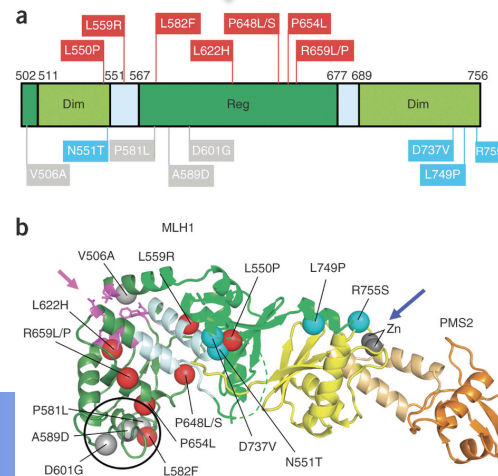 a
L559R
L582F
P648L/S
P654L
L550P
L622H
R659L/P
502 511 551 567 677 689 756
Dim
Reg
Dim
N551T
P581L
D601G
D737V
R755
V506A
A589D
L749P
b
MLH1
V506A
L559R
L550P
L749P
R755S
L622H
Zn
PMS2
R659L/P
P581L
P648L/S
A589D
P654L
D737V
N551T
D601G
L582F